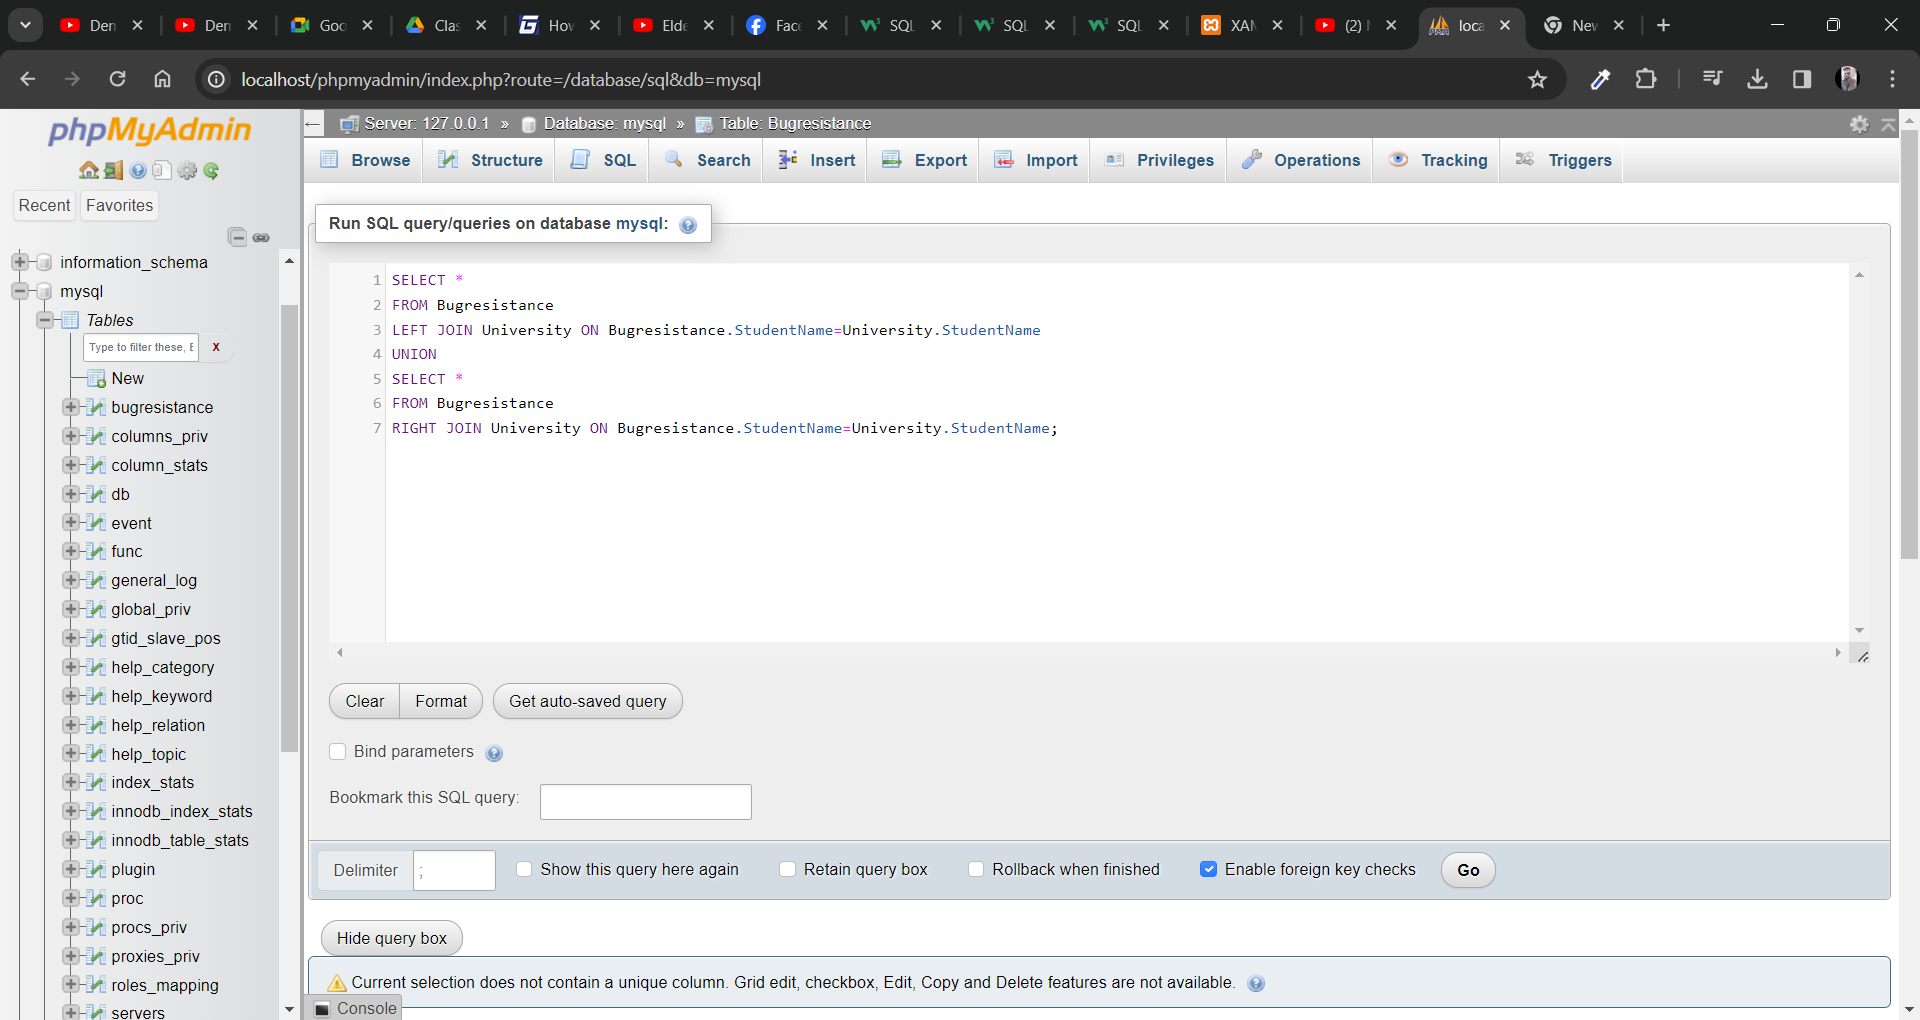 Den
Den
Goo
Clas
How
Elde
Face
SQL
SQL
SQL
XAM
(2)
loca
New
localhost/phpmyadmin/index.php?route=/database/sql&db=mysql
phpMyAdmin
Server: 127.0.0.1 » Database: mysql » Table: Bugresistance
Browse
Structure
SQL
Search
Insert
Export
Import
Privileges
Operations
Tracking
Triggers
Recent
Favorites
information_schema
mysql
Tables
Type to filter these, E
X
New
bugresistance
columns_priv
column_stats
db
event
func
general_log
global_priv
gtid_slave_pos
help_category
help_keyword
help_relation
help_topic
index_stats
innodb_index_stats
innodb_table_stats
plugin
proc
procs_priv
proxies_priv
roles_mapping
servers
Run SQL query/queries on database mysql:
1 SELECT *
2 FROM Bugresistance
3 LEFT JOIN University ON Bugresistance.StudentName=University.StudentName
4 UNION
5 SELECT *
6 FROM Bugresistance
7 RIGHT JOIN University ON Bugresistance.StudentName=University.StudentName;
Clear
Format
Get auto-saved query
Bind parameters
Bookmark this SQL query:
Delimiter
;
Show this query here again
Retain query box
Rollback when finished
Enable foreign key checks
Go
Hide query box
Current selection does not contain a unique column. Grid edit, checkbox, Edit, Copy and Delete features are not available.
Console